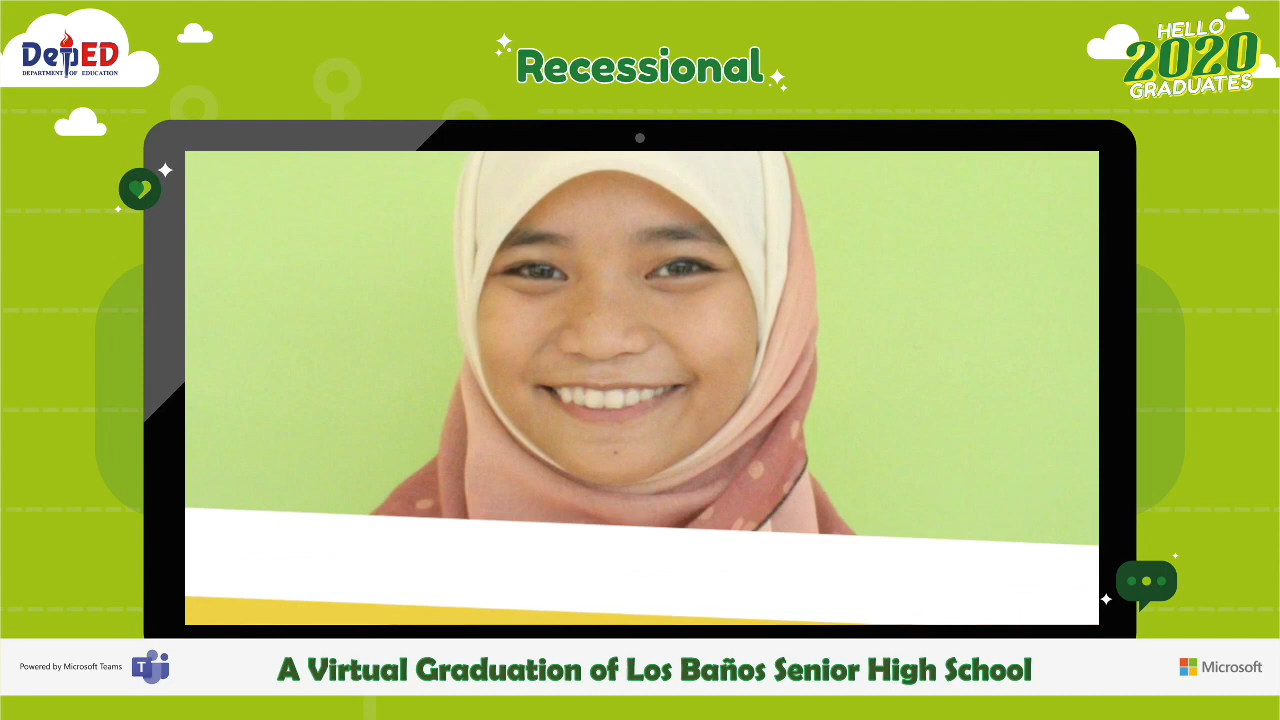 DepED
DEPARTMENT OF EDUCATION
Recessional
HELLO
2020
GRADUATES
Powered by Microsoft Teams
T
A Virtual Graduation of Los Baños Senior High School
Microsoft